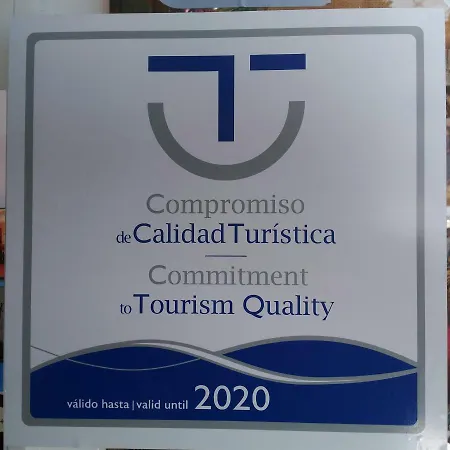 Compromiso
de Calidad Turística
Commitment
to Tourism Quality
válido hasta | valid until 2020